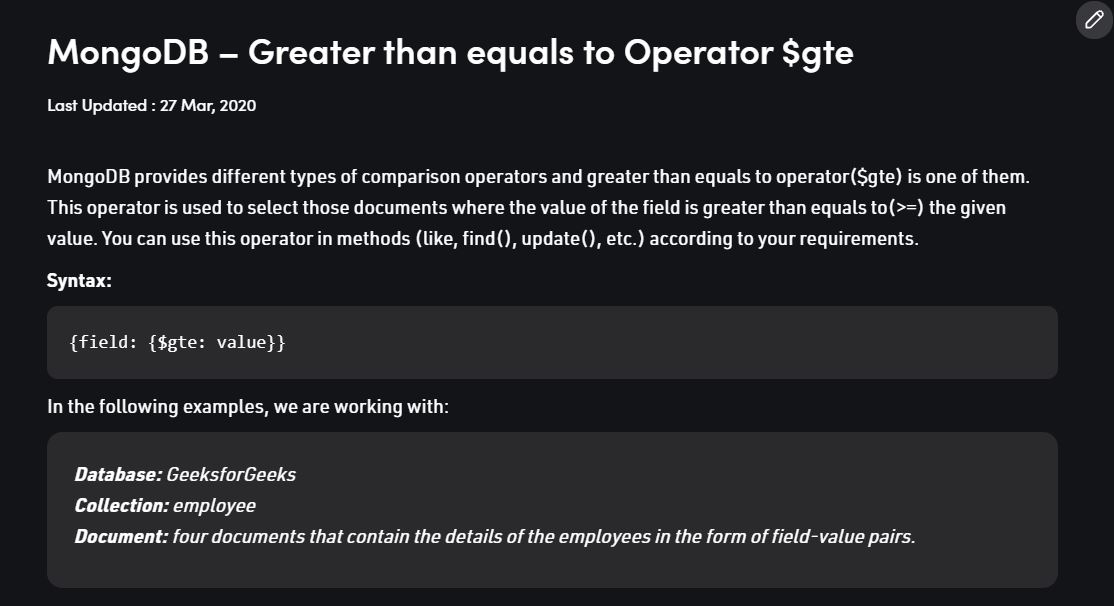 MongoDB – Greater than equals to Operator $gte
Last Updated : 27 Mar, 2020
MongoDB provides different types of comparison operators and greater than equals to operator($gte) is one of them.
This operator is used to select those documents where the value of the field is greater than equals to(>=) the given
value. You can use this operator in methods (like, find(), update(), etc.) according to your requirements.
Syntax:
{field: {$gte: value}}
In the following examples, we are working with:
Database: GeeksforGeeks
Collection: employee
Document: four documents that contain the details of the employees in the form of field-value pairs.